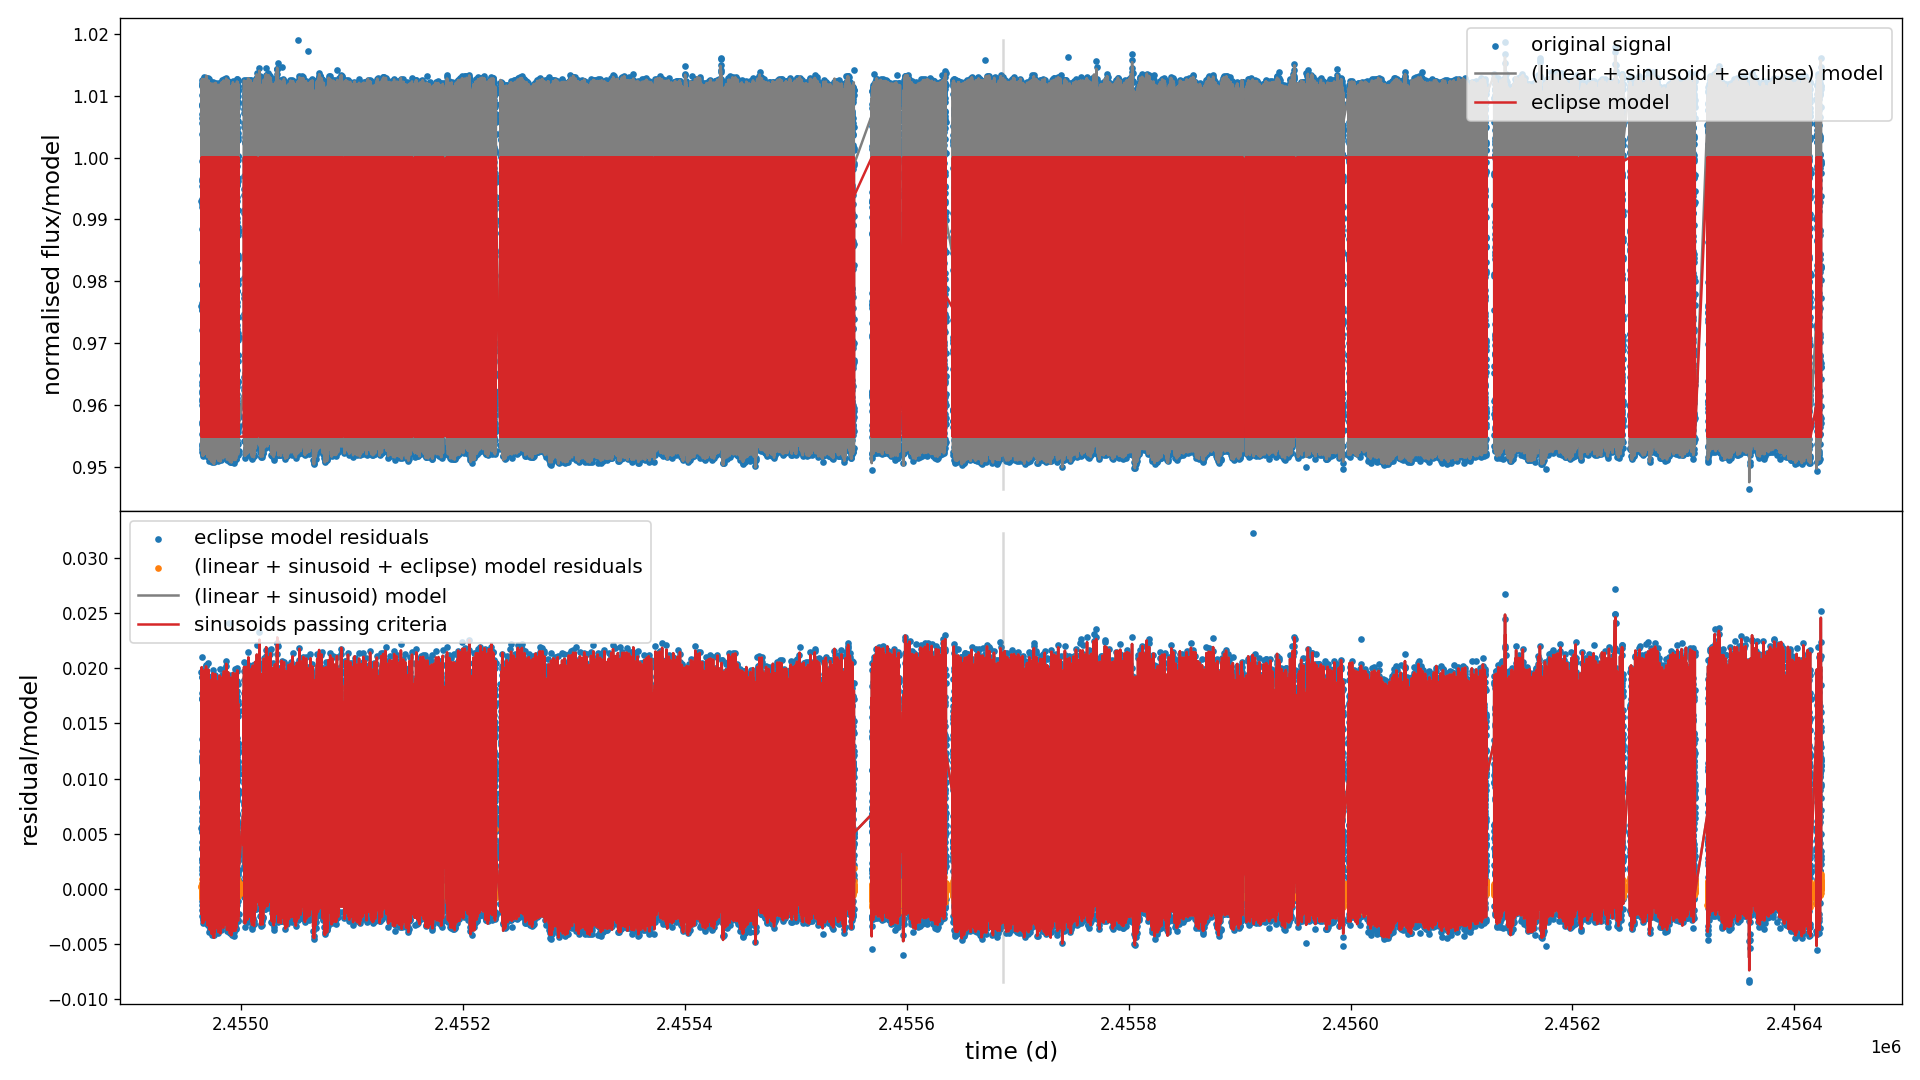 1.02
1.01
1.00
0.99
0.98
0.97
0.96
0.95
normalised flux/model
original signal
(linear + sinusoid + eclipse) model
eclipse model
0.030
0.025
0.020
0.015
0.010
0.005
0.000
−0.005
−0.010
residual/model
eclipse model residuals
(linear + sinusoid + eclipse) model residuals
(linear + sinusoid) model
sinusoids passing criteria
2.4550
2.4552
2.4554
2.4556
2.4558
2.4560
2.4562
2.4564
time (d)
1e6